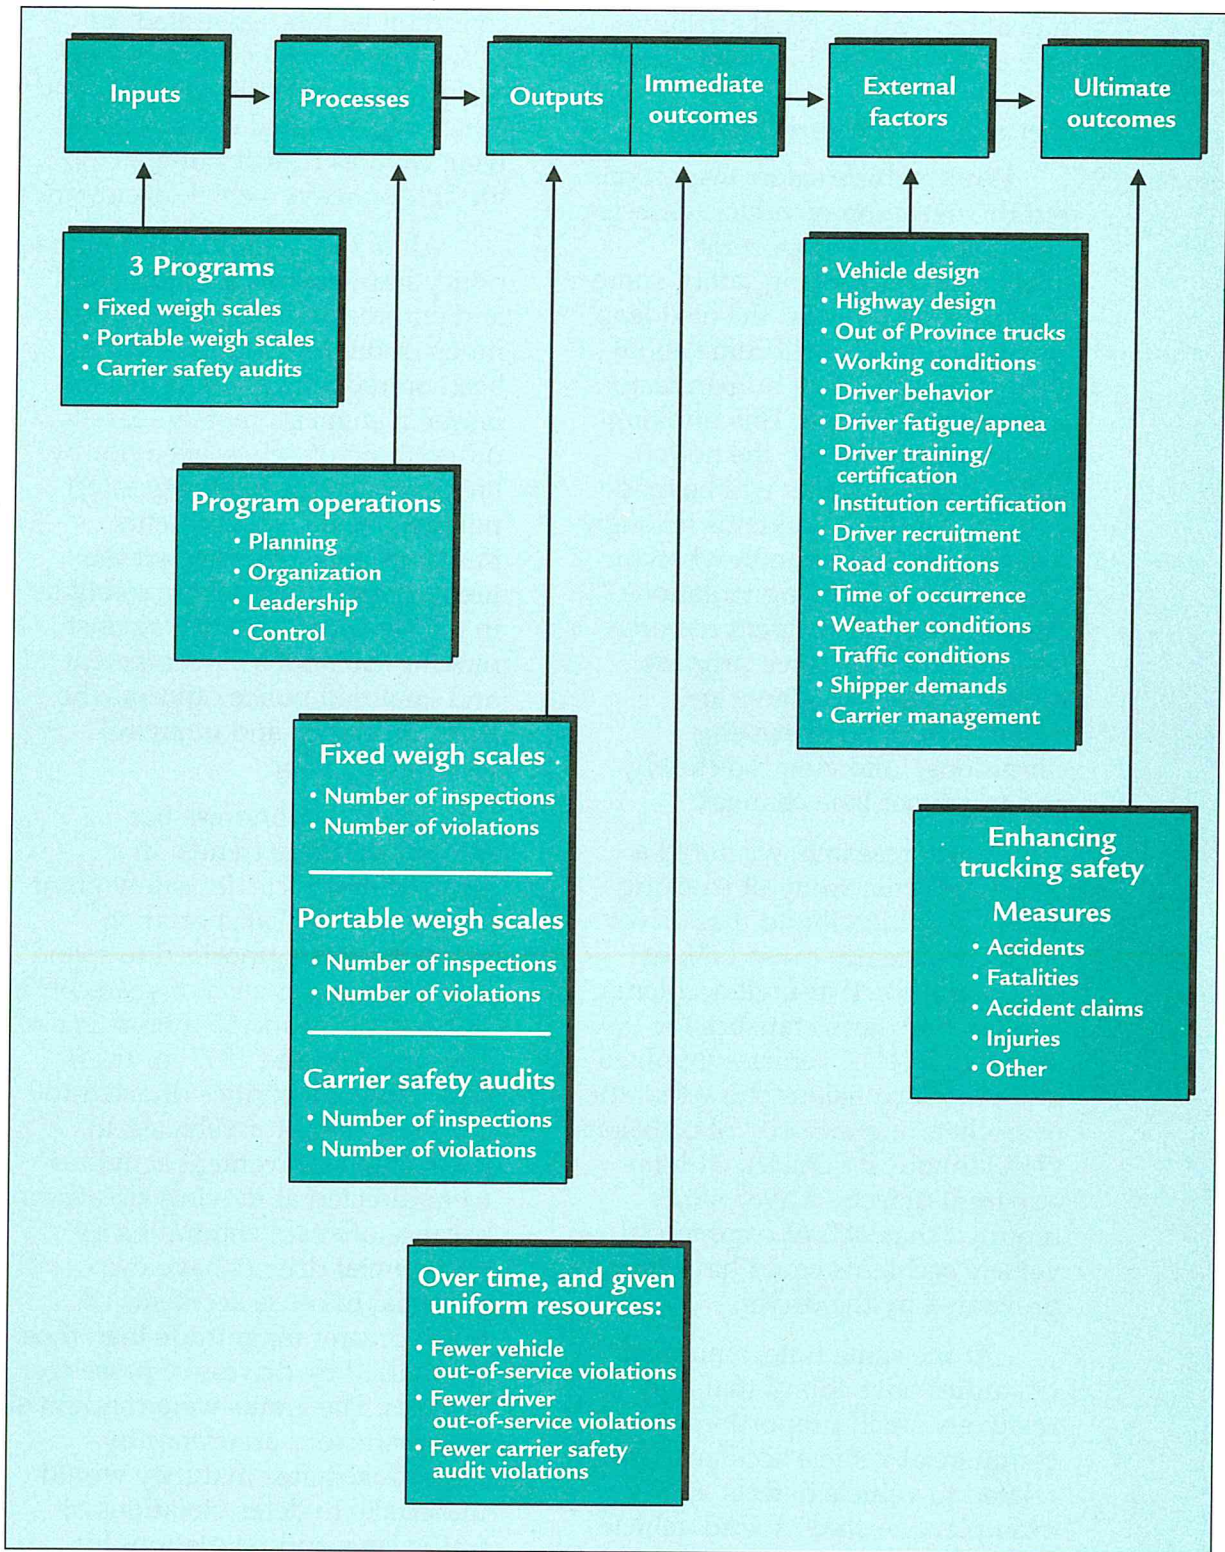 Inputs
Processes
Outputs
Immediate
outcomes
External
factors
Ultimate
outcomes
3 Programs
• Fixed weigh scales
• Portable weigh scales
• Carrier safety audits
Program operations
• Planning
• Organization
• Leadership
• Control
Fixed weigh scales
• Number of inspections
• Number of violations
Portable weigh scales
• Number of inspections
• Number of violations
Carrier safety audits
• Number of inspections
• Number of violations
Over time, and given
uniform resources:
• Fewer vehicle
out-of-service violations
• Fewer driver
out-of-service violations
• Fewer carrier safety
audit violations
• Vehicle design
• Highway design
• Out of Province trucks
• Working conditions
• Driver behavior
• Driver fatigue/apnea
• Driver training/
certification
• Institution certification
• Driver recruitment
• Road conditions
• Time of occurrence
• Weather conditions
• Traffic conditions
• Shipper demands
• Carrier management
Enhancing
trucking safety
Measures
• Accidents
• Fatalities
• Accident claims
• Injuries
• Other